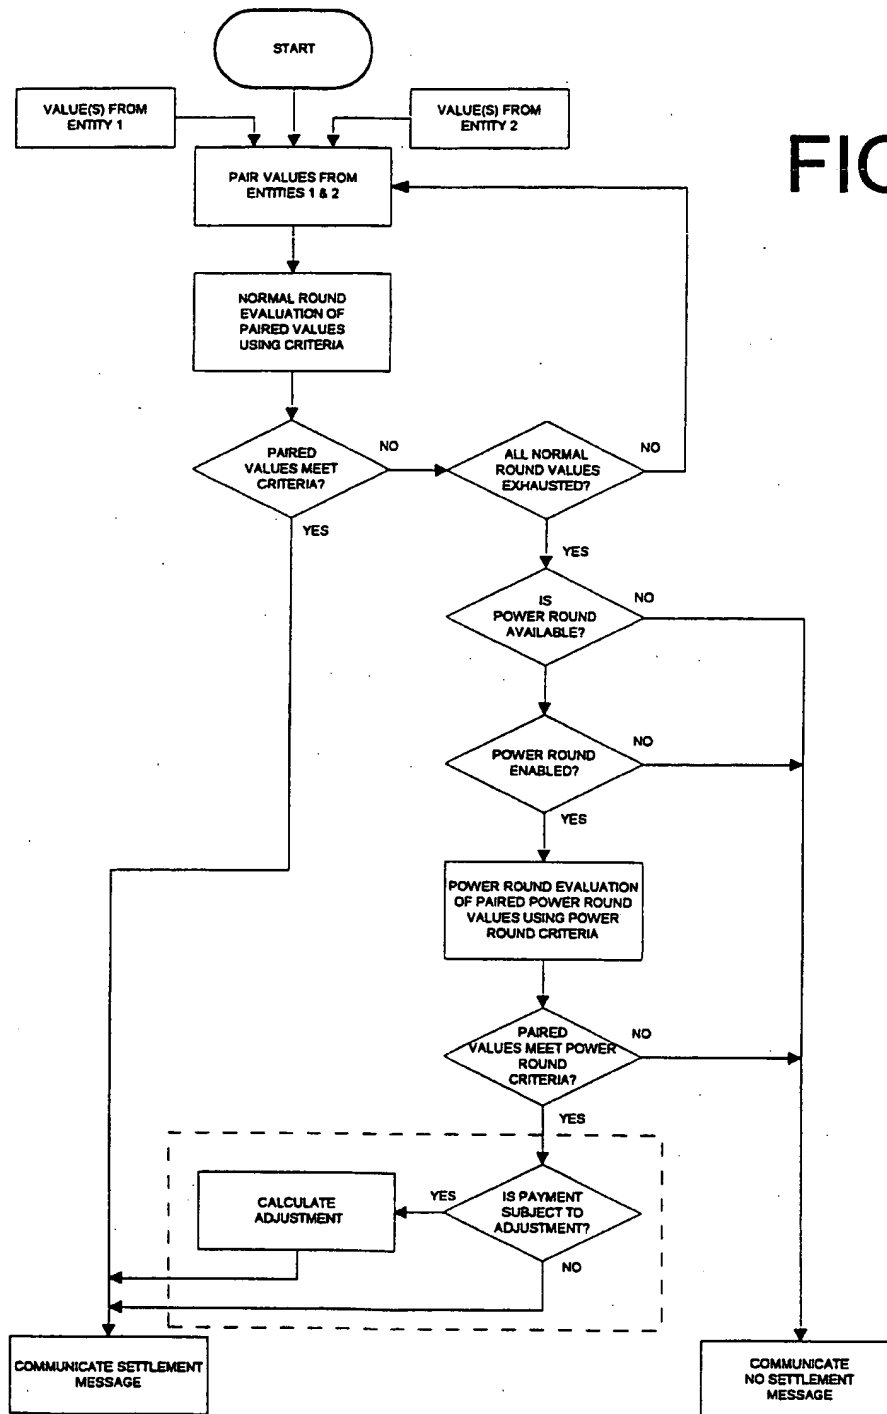 START
VALUE(S) FROM
ENTITY 1
VALUE(S) FROM
ENTITY 2
PAIR VALUES FROM
ENTITIES 1 & 2
FIG
NORMAL ROUND
EVALUATION OF
PAIRED VALUES
USING CRITERIA
PAIRED
VALUES MEET
CRITERIA?
NO
ALL NORMAL
ROUND VALUES
EXHAUSTED?
NO
YES
YES
IS
POWER ROUND
AVAILABLE?
NO
POWER ROUND
ENABLED?
NO
YES
POWER ROUND EVALUATION
OF PAIRED POWER ROUND
VALUES USING POWER
ROUND CRITERIA
PAIRED
VALUES MEET POWER
ROUND
CRITERIA?
NO
YES
CALCULATE
ADJUSTMENT
YES
IS PAYMENT
SUBJECT TO
ADJUSTMENT?
NO
COMMUNICATE SETTLEMENT
MESSAGE
COMMUNICATE
NO SETTLEMENT
MESSAGE